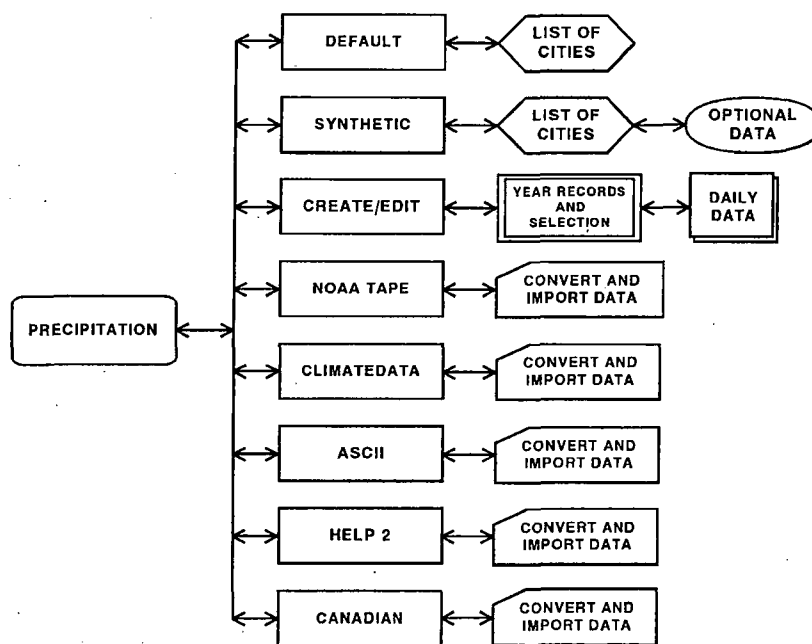 DEFAULT
LIST OF
CITIES
SYNTHETIC
LIST OF
CITIES
OPTIONAL
DATA
CREATE/EDIT
YEAR RECORDS
AND
SELECTION
DAILY
DATA
NOAA TAPE
CONVERT AND
IMPORT DATA
PRECIPITATION
CLIMATEDATA
CONVERT AND
IMPORT DATA
ASCII
CONVERT AND
IMPORT DATA
HELP 2
CONVERT AND
IMPORT DATA
CANADIAN
CONVERT AND
IMPORT DATA